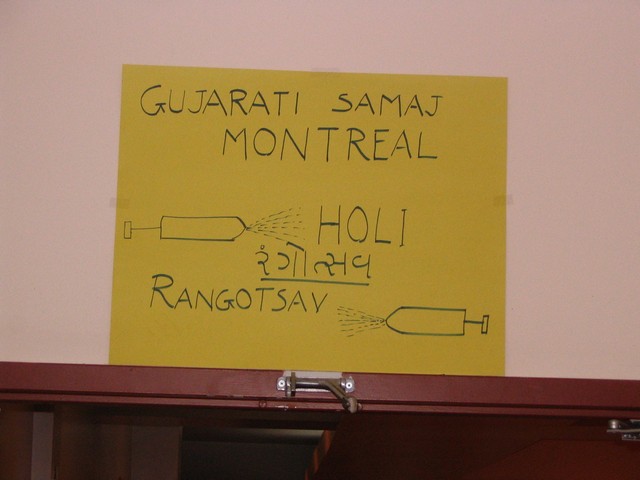 GUJARATI SAMAJ
MONTREAL
HOLI
રંગોત્સવ
RANGOTSAV